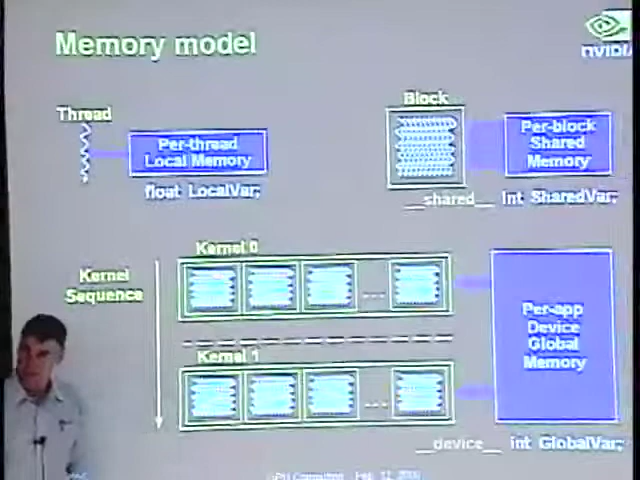 Memory model
NVIDIA
Thread
Per-thread
Local Memory
float LocalVar;
Block
Per-block
Shared
Memory
__shared__ int SharedVar;
Kernel 0
Kernel
Sequence
...
Per-app
Device
Global
Memory
Kernel 1
...
__device__ int GlobalVar;